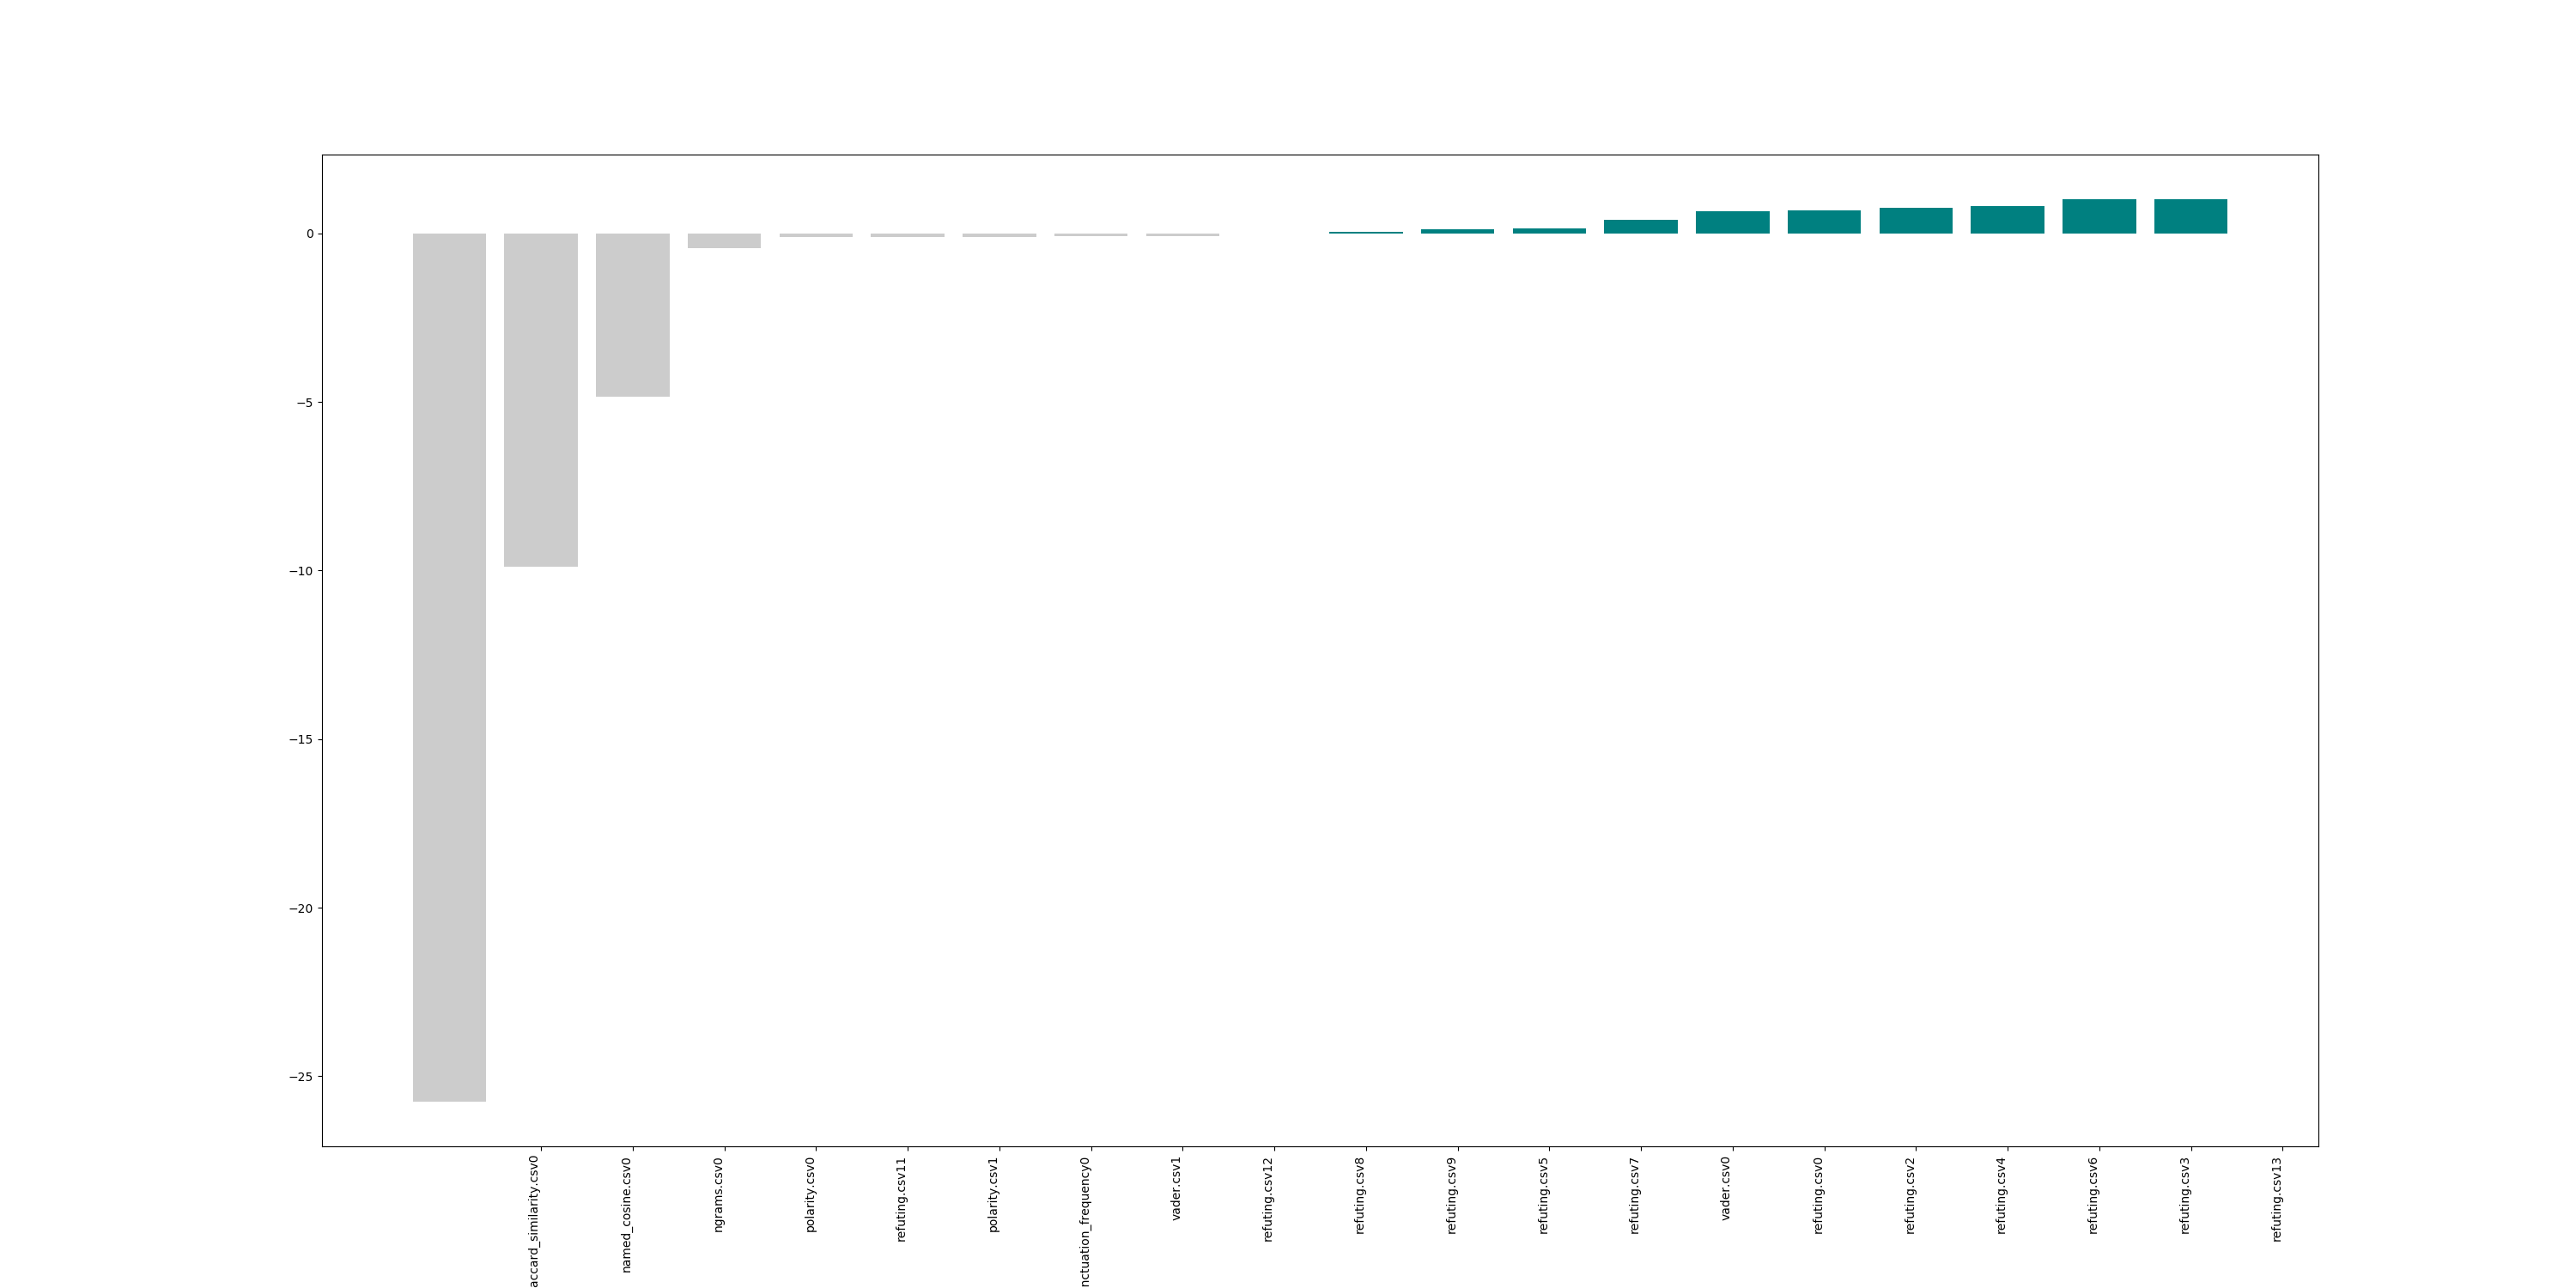 0
−5
−10
−15
−20
−25
accard_similarity.csv0
named_cosine.csv0
ngrams.csv0
polarity.csv0
refuting.csv11
polarity.csv1
nctuation_frequency0
vader.csv1
refuting.csv12
refuting.csv8
refuting.csv9
refuting.csv5
refuting.csv7
vader.csv0
refuting.csv0
refuting.csv2
refuting.csv4
refuting.csv6
refuting.csv3
refuting.csv13